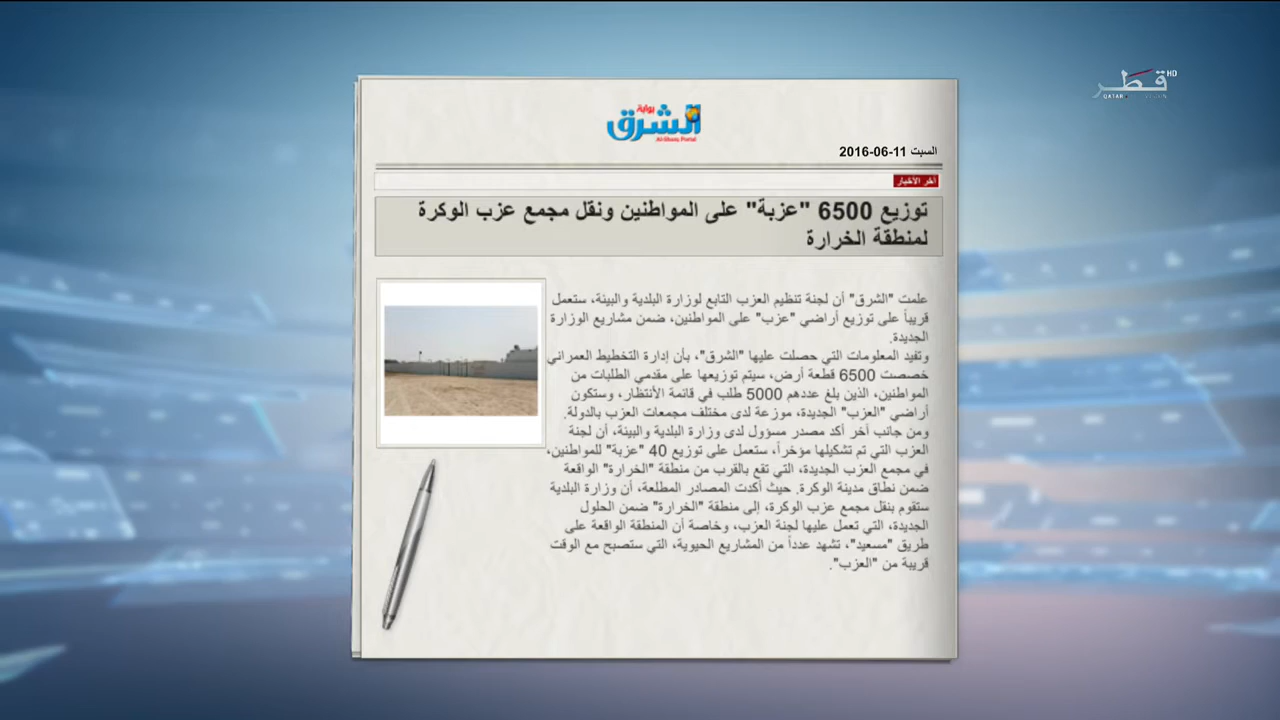 قطر HD
QATAR
بوابة
الشرق
Al-Sharq Portal
السبت 11-06-2016
آخر الأخبار
توزيع 6500 "عزبة" على المواطنين ونقل مجمع عزب الوكرة
لمنطقة الخرارة
علمت "الشرق" أن لجنة تنظيم العزب التابع لوزارة البلدية والبيئة، ستعمل
قريباً على توزيع أراضي "عزب" على المواطنين، ضمن مشاريع الوزارة
الجديدة.
وتفيد المعلومات التي حصلت عليها "الشرق"، بأن إدارة التخطيط العمراني
خصصت 6500 قطعة أرض، سيتم توزيعها على مقدمي الطلبات من
المواطنين، الذين بلغ عددهم 5000 طلب في قائمة الأنتظار، وستكون
أراضي "العزب" الجديدة، موزعة لدى مختلف مجمعات العزب بالدولة.
ومن جانب أخر أكد مصدر مسؤول لدى وزارة البلدية والبيئة، أن لجنة
العزب التي تم تشكيلها مؤخراً، ستعمل على توزيع 40 "عزبة" للمواطنين،
في مجمع العزب الجديدة، التي تقع بالقرب من منطقة "الخرارة" الواقعة
ضمن نطاق مدينة الوكرة. حيث أكدت المصادر المطلعة، أن وزارة البلدية
ستقوم بنقل مجمع عزب الوكرة، إلى منطقة "الخرارة" ضمن الحلول
الجديدة، التي تعمل عليها لجنة العزب، وخاصة أن المنطقة الواقعة على
طريق "مسعيد"، تشهد عدداً من المشاريع الحيوية، التي ستصبح مع الوقت
قريبة من "العزب".